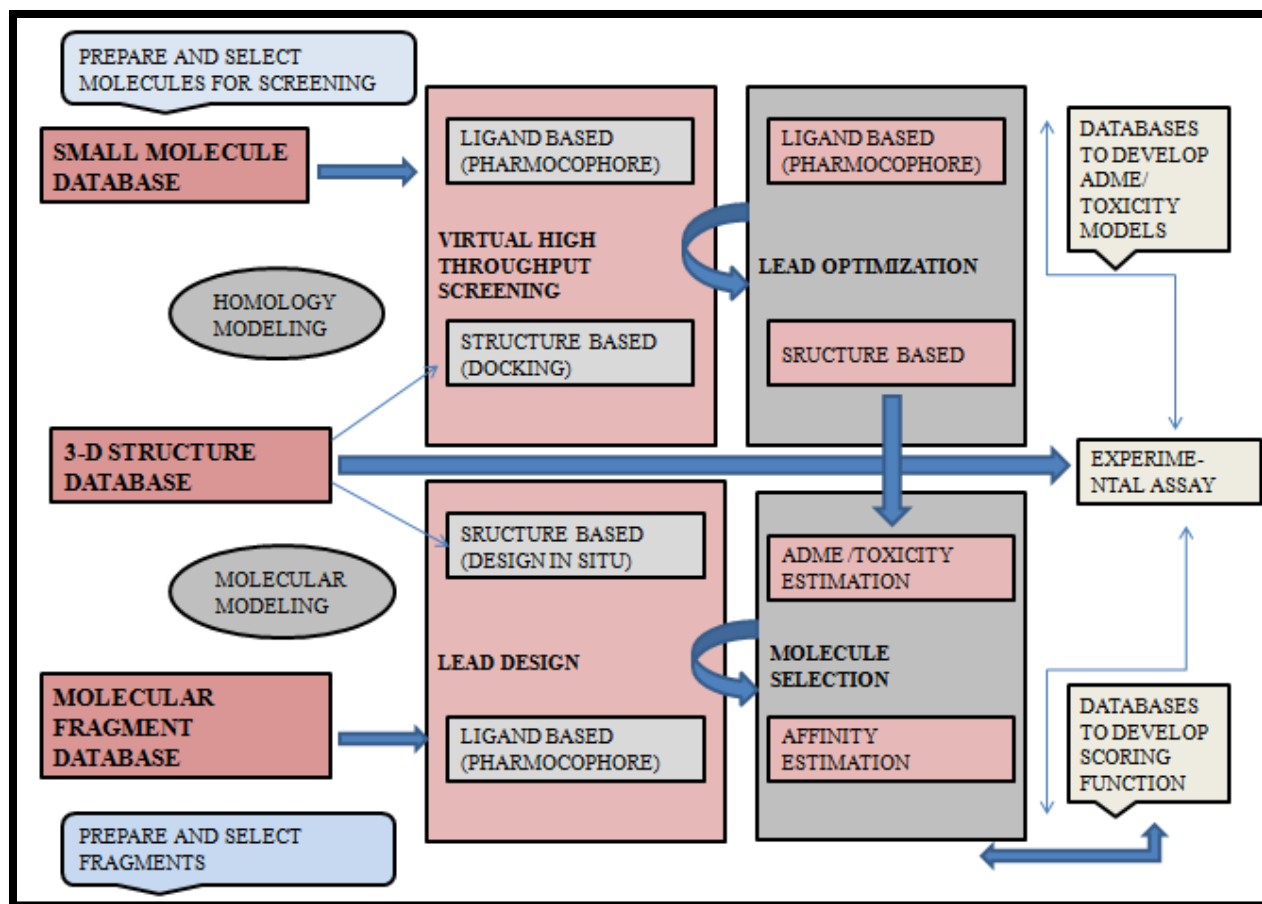 PREPARE AND SELECT
MOLECULES FOR SCREENING
SMALL MOLECULE
DATABASE
HOMOLOGY
MODELING
3-D STRUCTURE
DATABASE
MOLECULAR
MODELING
MOLECULAR
FRAGMENT
DATABASE
PREPARE AND SELECT
FRAGMENTS
LIGAND BASED
(PHARMOCOPHORE)
VIRTUAL HIGH
THROUGHPUT
SCREENING
STRUCTURE BASED
(DOCKING)
SRUCTURE BASED
(DESIGN IN SITU)
LEAD DESIGN
LIGAND BASED
(PHARMOCOPHORE)
LIGAND BASED
(PHARMOCOPHORE)
LEAD OPTIMIZATION
SRUCTURE BASED
ADME /TOXICITY
ESTIMATION
MOLECULE
SELECTION
AFFINITY
ESTIMATION
DATABASES
TO DEVELOP
ADME/
TOXICITY
MODELS
EXPERIME-
NTAL ASSAY
DATABASES
TO DEVELOP
SCORING
FUNCTION